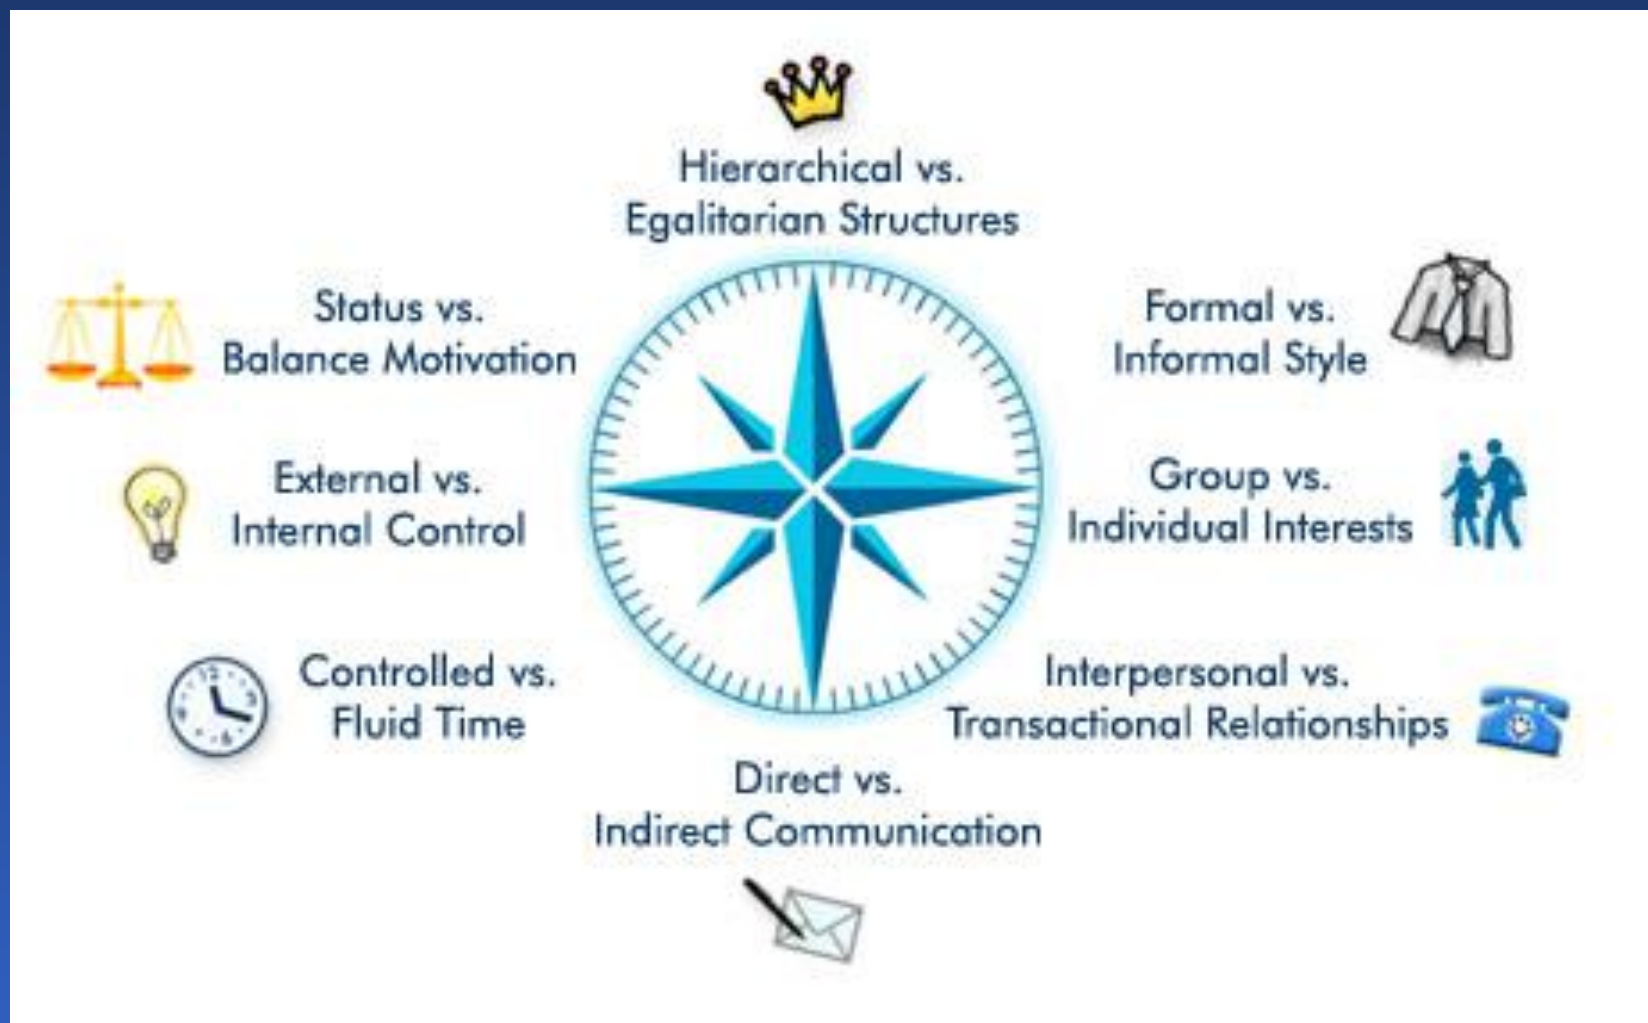 Hierarchical vs.
Egalitarian Structures
Status vs.
Balance Motivation
Formal vs.
Informal Style
External vs.
Internal Control
Group vs.
Individual Interests
Controlled vs.
Fluid Time
Interpersonal vs.
Transactional Relationships
Direct vs.
Indirect Communication